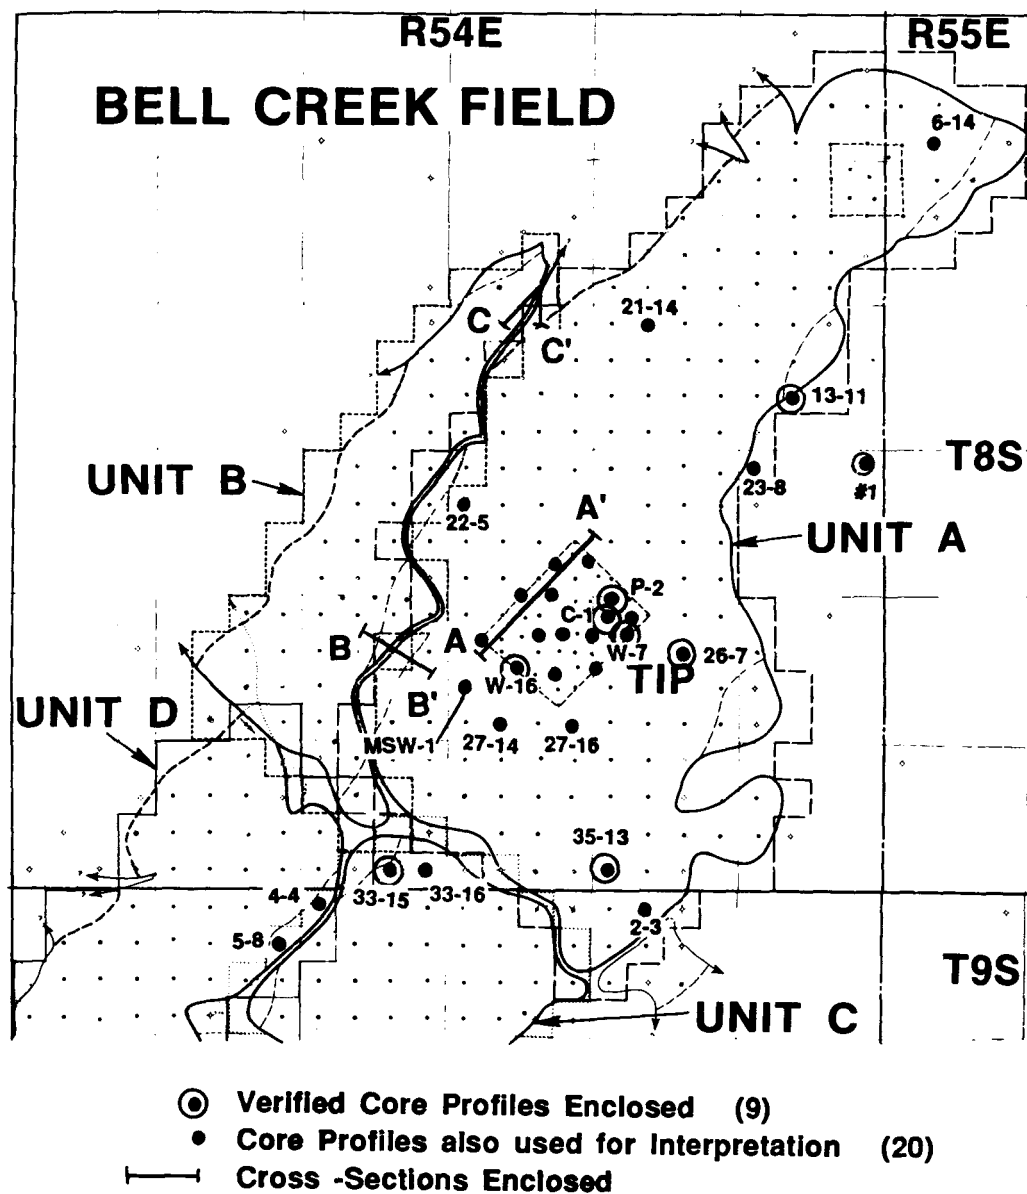 R54E
R55E
BELL CREEK FIELD
6-14
21-14
C
C'
13-11
T8S
UNIT B
23-8
#1
22-5
A'
UNIT A
P-2
C-1
B
A
W-7
26-7
W-16
TIP
B'
UNIT D
MSW-1
27-14
27-16
35-13
4-4
33-15
33-16
5-8
2-3
T9S
UNIT C
Verified Core Profiles Enclosed (9)
Core Profiles also used for Interpretation (20)
Cross -Sections Enclosed